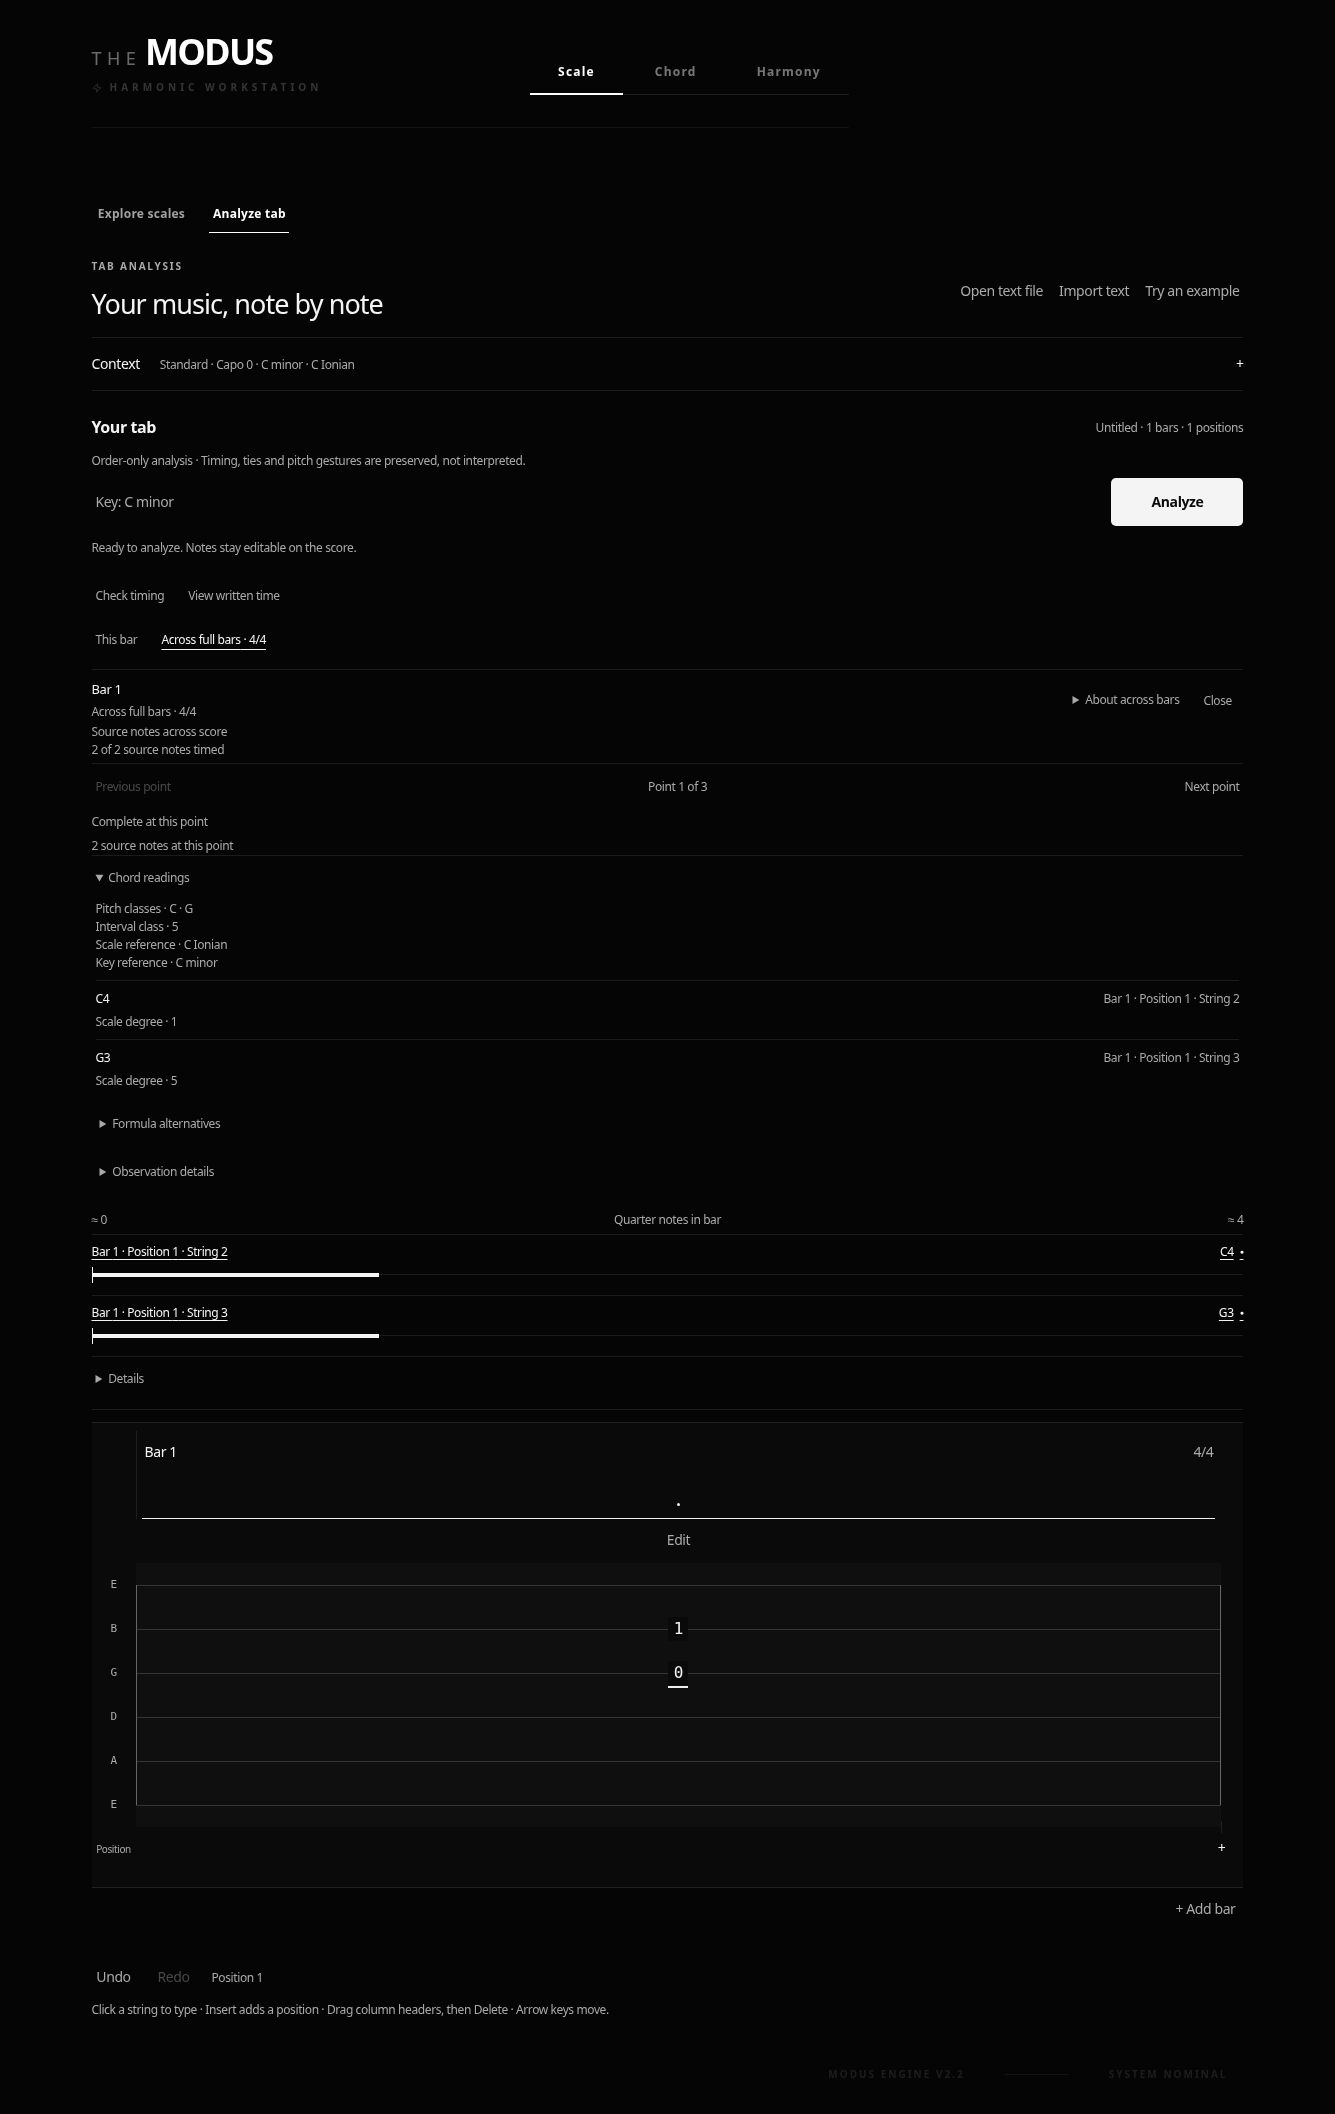 THE MODUS
HARMONIC WORKSTATION
Scale Chord Harmony
Explore scales Analyze tab
TAB ANALYSIS
Your music, note by note
Open text file Import text Try an example
Context Standard · Capo 0 · C minor · C Ionian +
Your tab Untitled · 1 bars · 1 positions
Order-only analysis · Timing, ties and pitch gestures are preserved, not interpreted.
Key: C minor Analyze
Ready to analyze. Notes stay editable on the score.
Check timing View written time
This bar Across full bars · 4/4
Bar 1
▶ About across bars Close
Across full bars · 4/4
Source notes across score
2 of 2 source notes timed
Previous point Point 1 of 3 Next point
Complete at this point
2 source notes at this point
▼ Chord readings
Pitch classes · C · G
Interval class · 5
Scale reference · C Ionian
Key reference · C minor
C4 Bar 1 · Position 1 · String 2
Scale degree · 1
G3 Bar 1 · Position 1 · String 3
Scale degree · 5
▶ Formula alternatives
▶ Observation details
≈ 0 Quarter notes in bar ≈ 4
Bar 1 · Position 1 · String 2 C4 •
Bar 1 · Position 1 · String 3 G3 •
▶ Details
Bar 1 4/4
•
Edit
E
B 1
G 0
D
A
E
Position +
+ Add bar
Undo Redo Position 1
Click a string to type · Insert adds a position · Drag column headers, then Delete · Arrow keys move.
MODUS ENGINE V2.2 SYSTEM NOMINAL